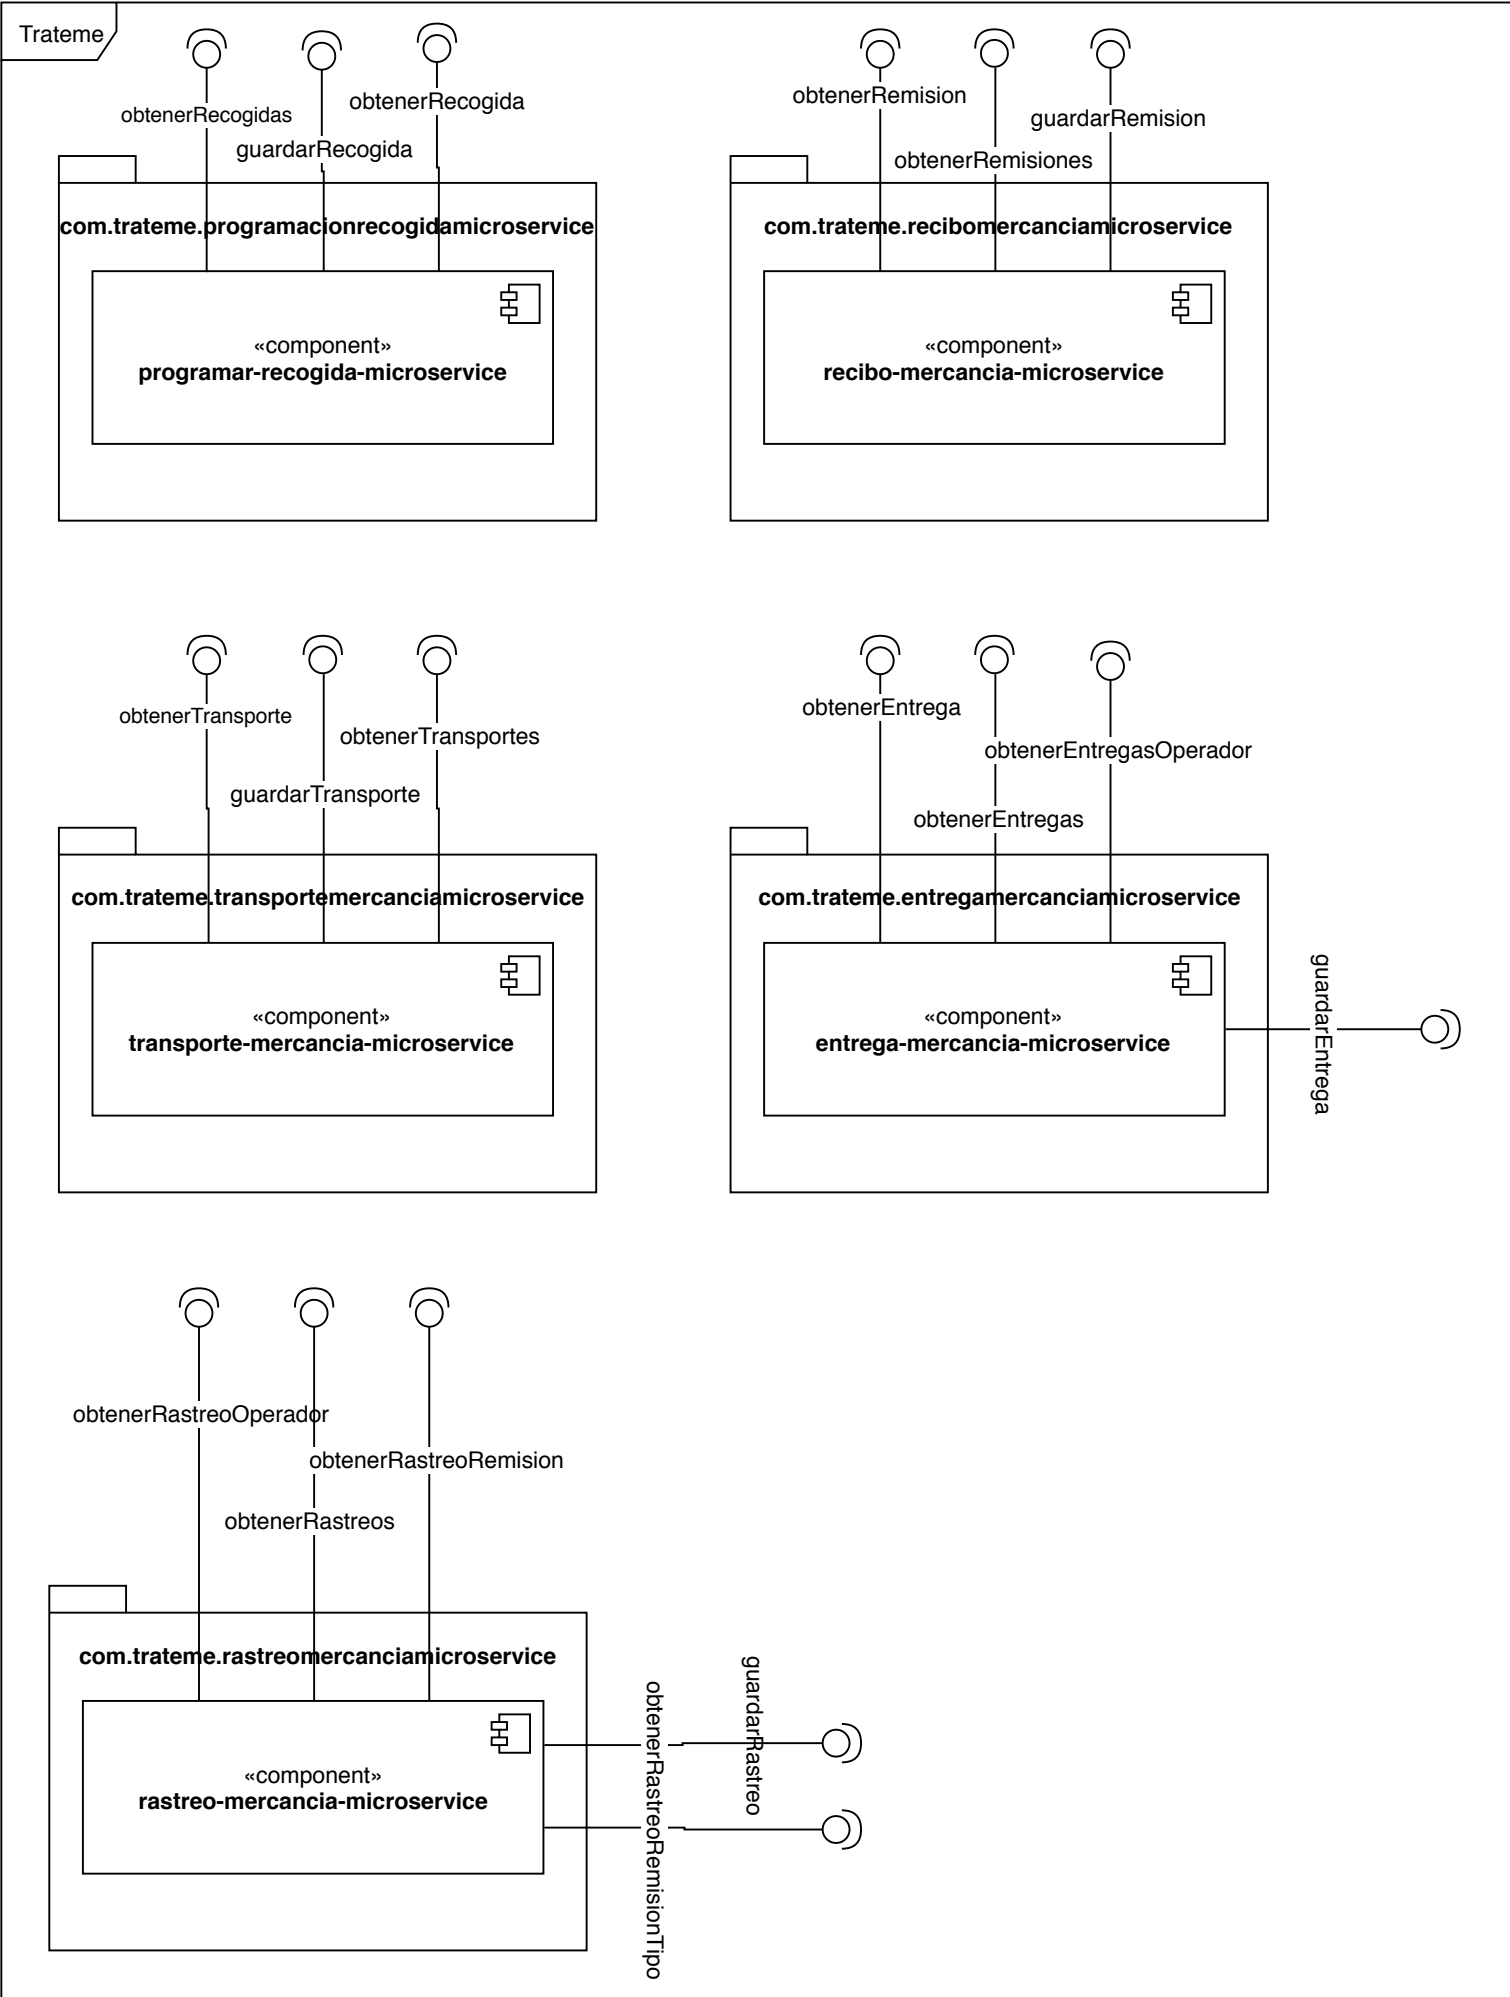 Trateme
obtenerRecogidas
guardarRecogida
obtenerRecogida
com.trateme.programacionrecogidamicroservice
«component»
programar-recogida-microservice
obtenerRemision
obtenerRemisiones
guardarRemision
com.trateme.recibomercanciamicroservice
«component»
recibo-mercancia-microservice
obtenerTransporte
guardarTransporte
obtenerTransportes
com.trateme.transportemercanciamicroservice
«component»
transporte-mercancia-microservice
obtenerEntrega
obtenerEntregas
obtenerEntregasOperador
com.trateme.entregamercanciamicroservice
«component»
entrega-mercancia-microservice
guardarEntrega
obtenerRastreoOperador
obtenerRastreos
obtenerRastreoRemision
com.trateme.rastreomercanciamicroservice
«component»
rastreo-mercancia-microservice
obtenerRastreoRemisionTipo
guardarRastreo